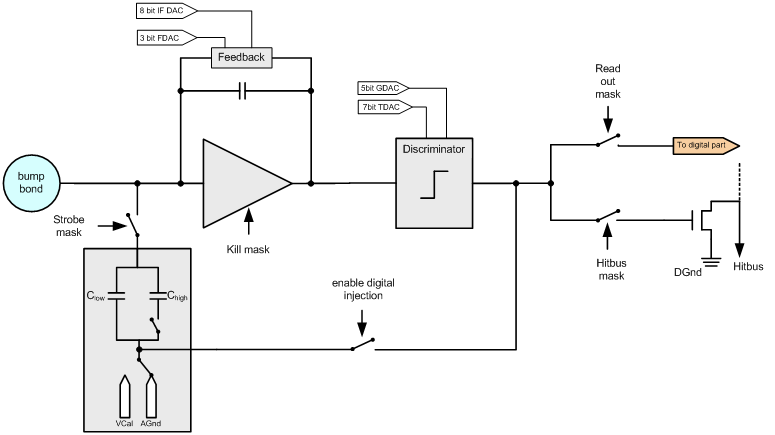 8 bit IF DAC
3 bit FDAC
Feedback
5bit GDAC
7bit TDAC
Read
out
mask
To digital part
Discriminator
bump
bond
Strobe
mask
Kill mask
Hitbus
mask
DGnd
Hitbus
enable digital
injection
Clow
Chigh
VCal
AGnd